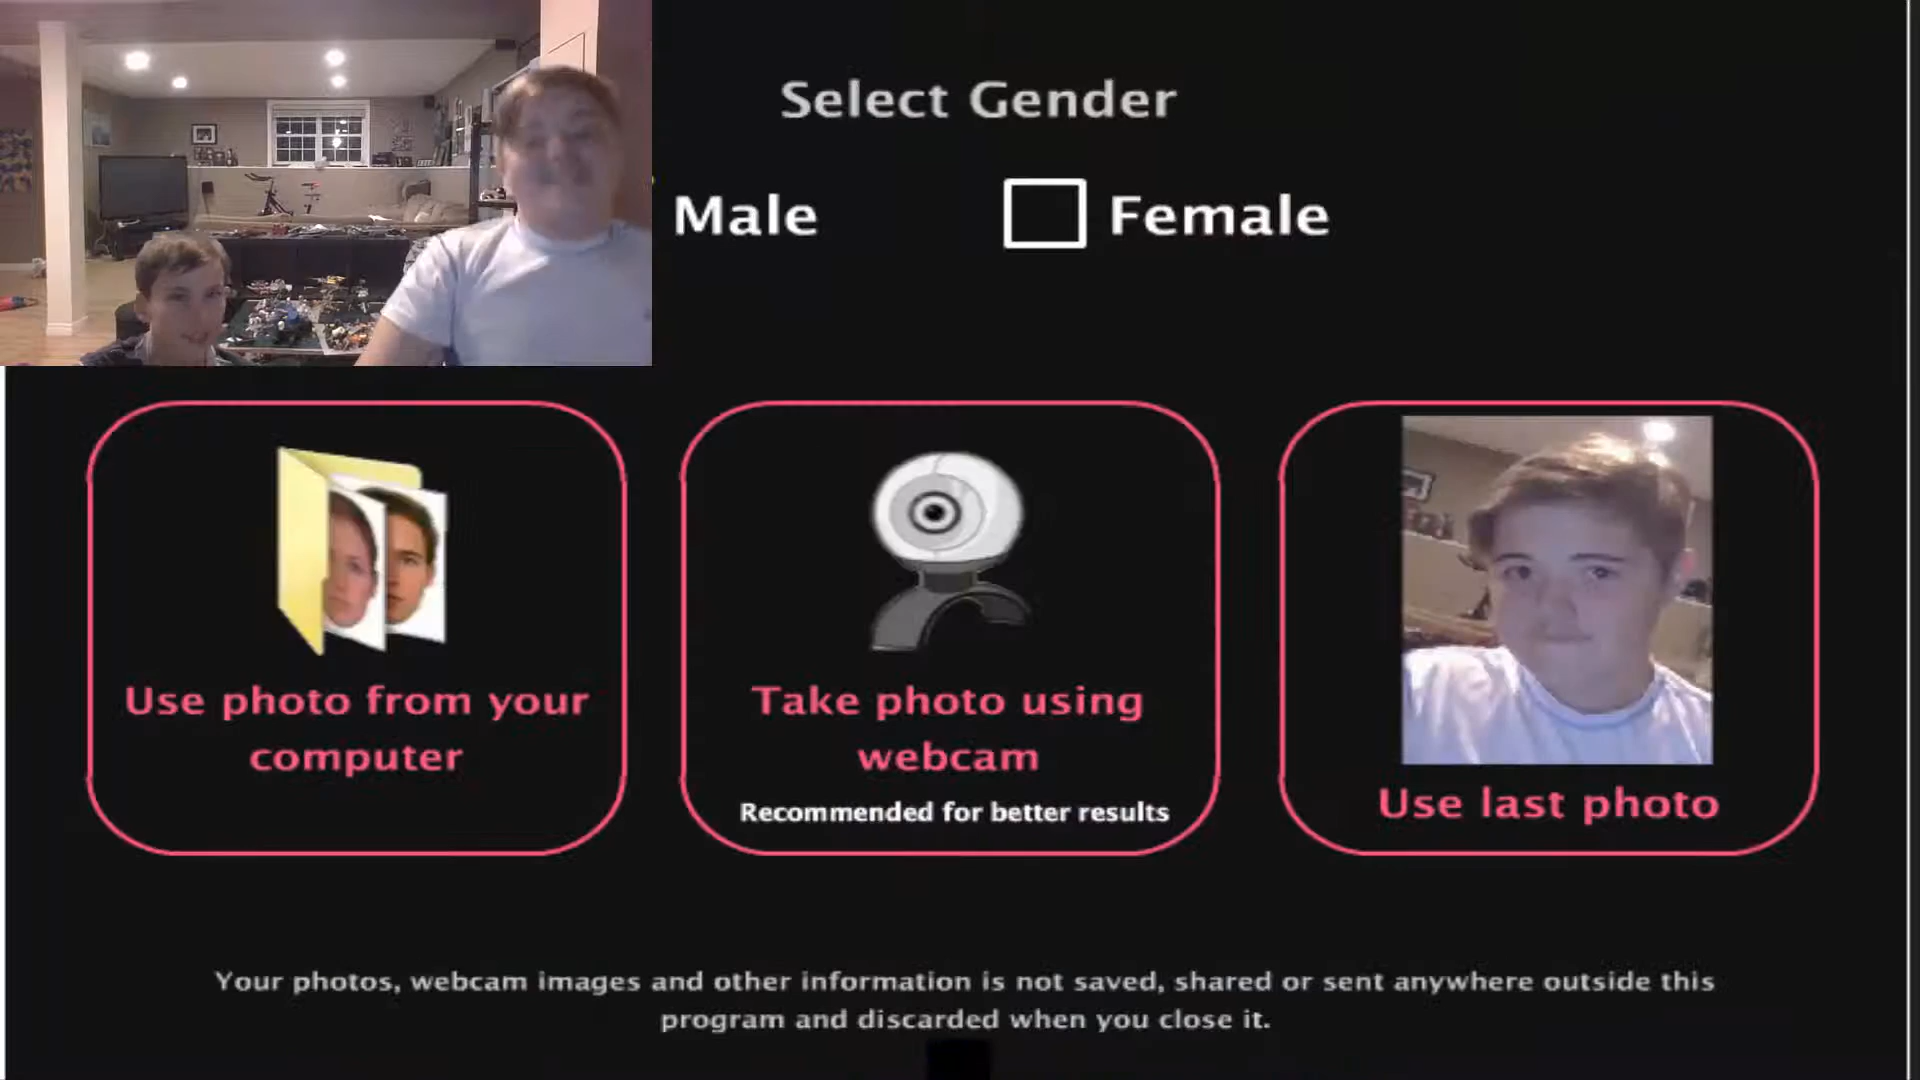 Select Gender
Male
Female
Use photo from your
computer
Take photo using
webcam
Recommended for better results
Use last photo
Your photos, webcam images and other information is not saved, shared or sent anywhere outside this
program and discarded when you close it.